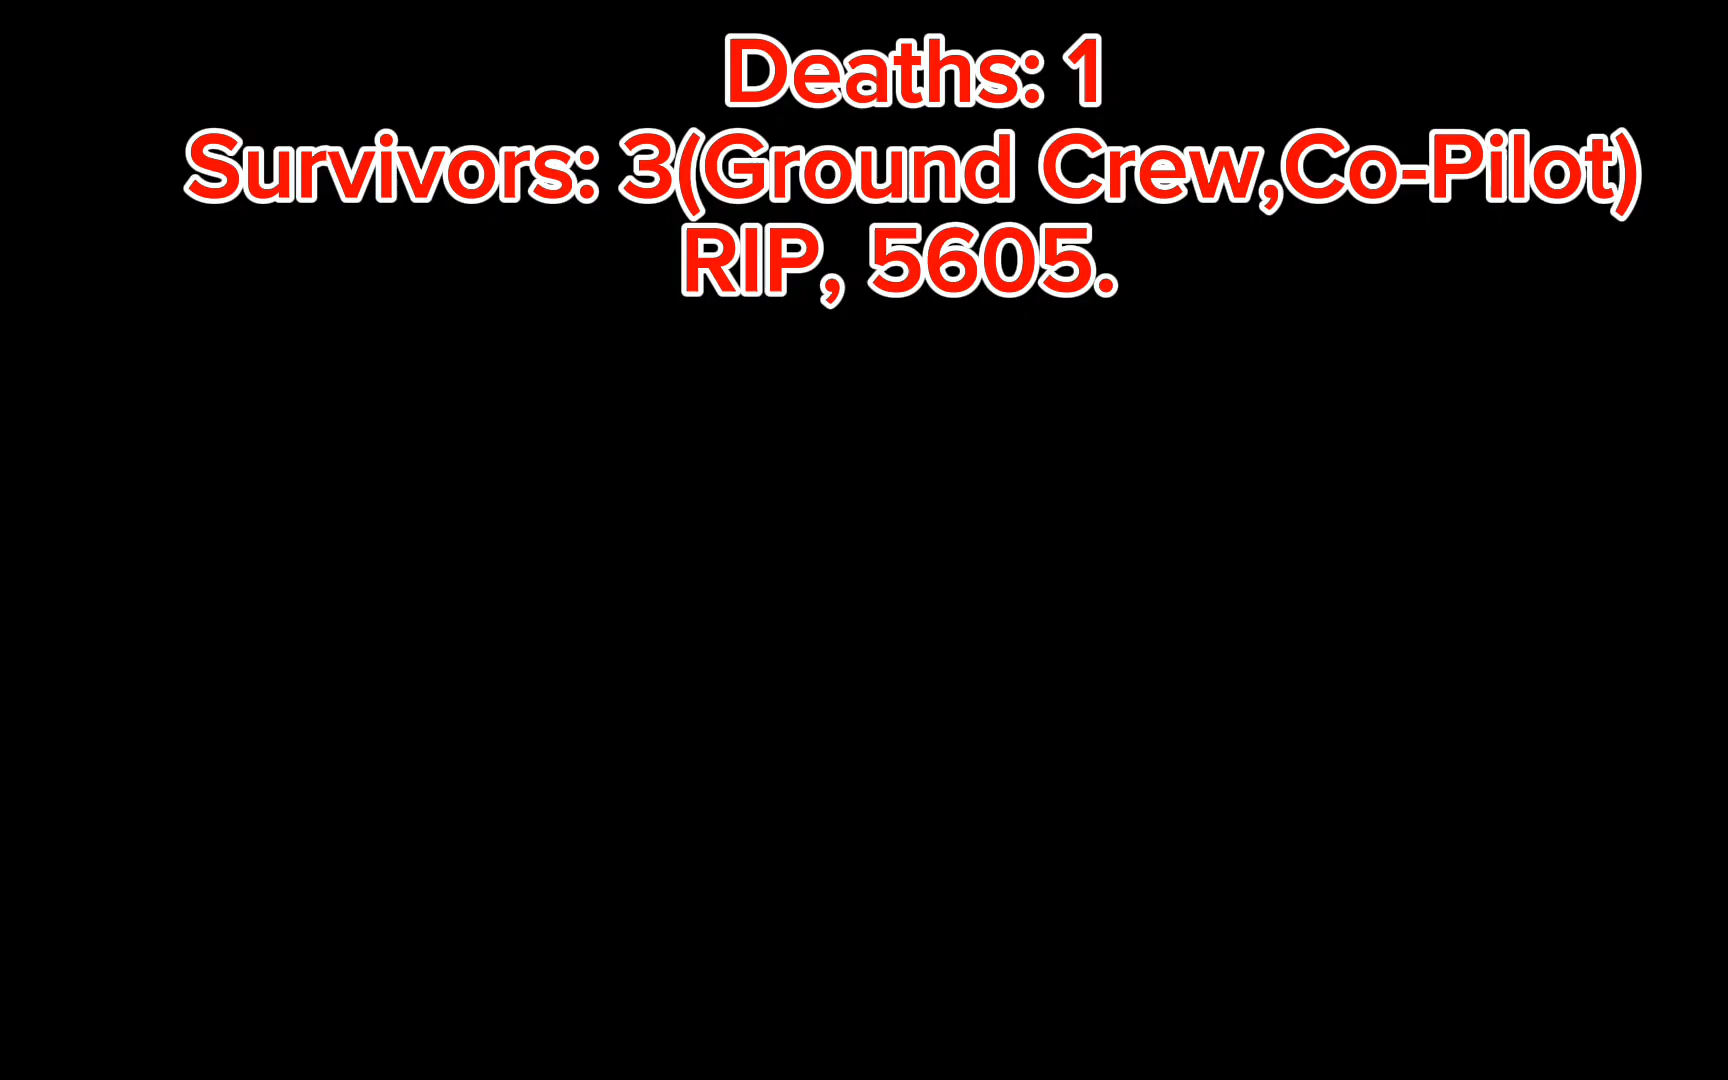 Deaths: 1
Survivors: 3(Ground Crew,Co-Pilot)
RIP, 5605.